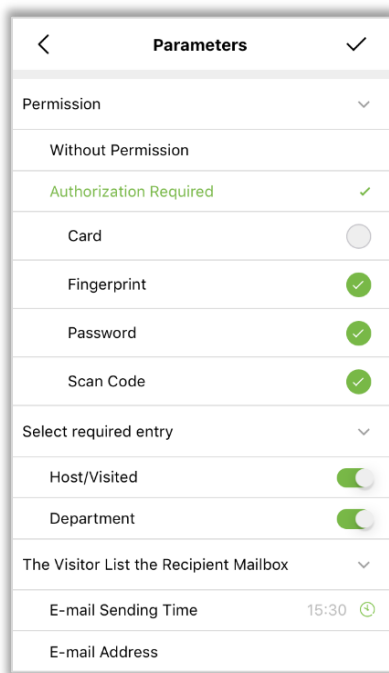 Parameters
Permission
Without Permission
Authorization Required
Card
Fingerprint
Password
Scan Code
Select required entry
Host/Visited
Department
The Visitor List the Recipient Mailbox
E-mail Sending Time 15:30
E-mail Address